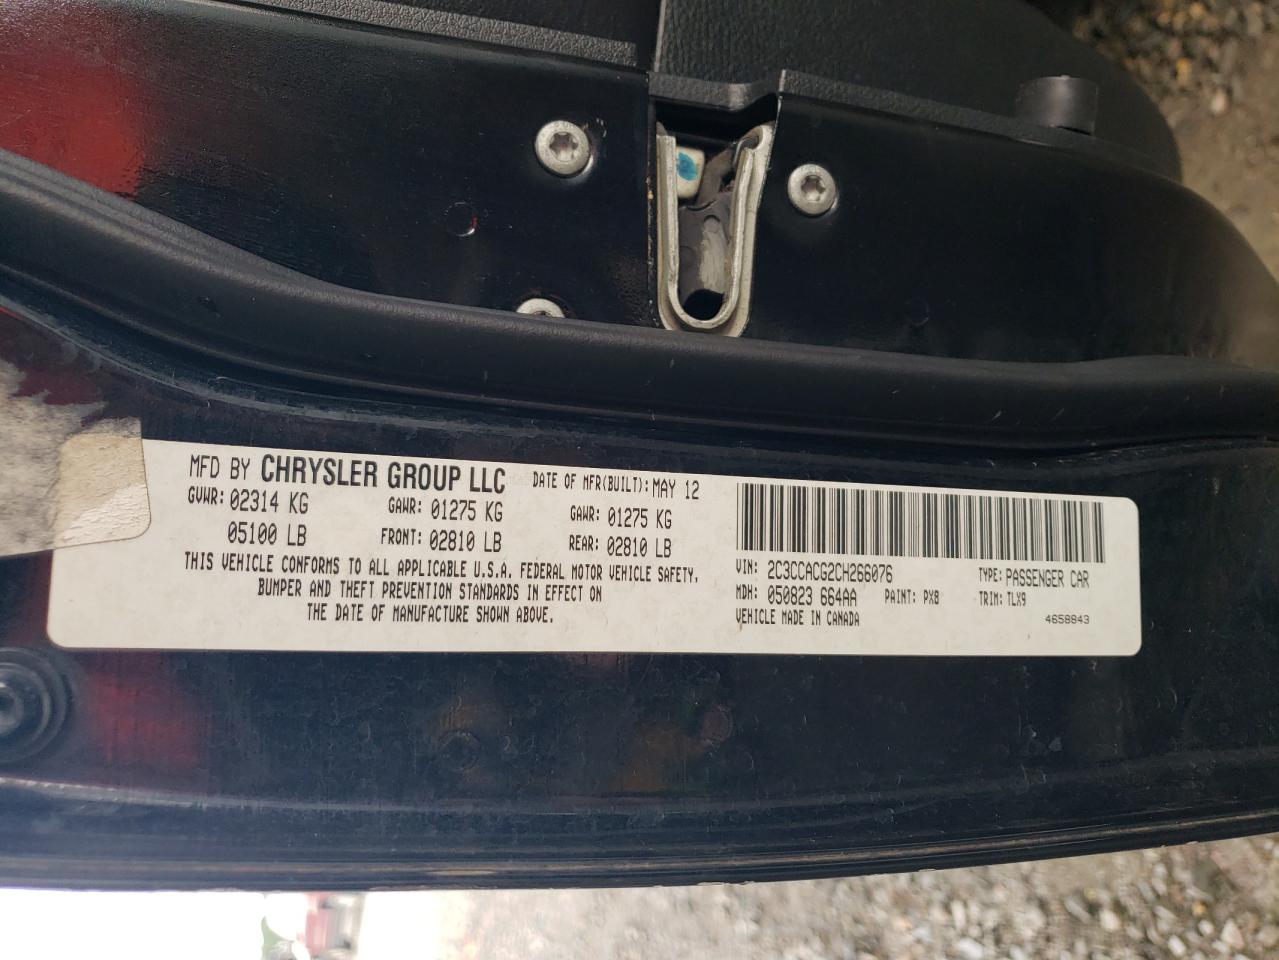 MFD BY CHRYSLER GROUP LLC DATE OF MFR(BUILT): MAY 12
GVWR: 02314 KG GAWR: 01275 KG GAWR: 01275 KG
05100 LB FRONT: 02810 LB REAR: 02810 LB
THIS VEHICLE CONFORMS TO ALL APPLICABLE U.S.A. FEDERAL MOTOR VEHICLE SAFETY,
BUMPER AND THEFT PREVENTION STANDARDS IN EFFECT ON
THE DATE OF MANUFACTURE SHOWN ABOVE.
VIN: 2C3CCACG2CH266076 TYPE: PASSENGER CAR
MDH: 050823 664AA PAINT: PX8 TRIM: TLX9
VEHICLE MADE IN CANADA 4658843